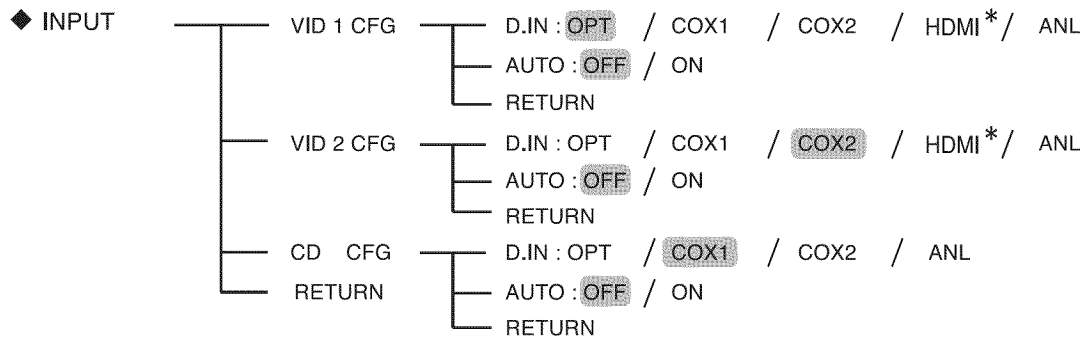 ◆ INPUT VID 1 CFG D.IN : OPT / COX1 / COX2 / HDMI* / ANL
AUTO : OFF / ON
RETURN
VID 2 CFG D.IN : OPT / COX1 / COX2 / HDMI* / ANL
AUTO : OFF / ON
RETURN
CD CFG D.IN : OPT / COX1 / COX2 / ANL
RETURN AUTO : OFF / ON
RETURN